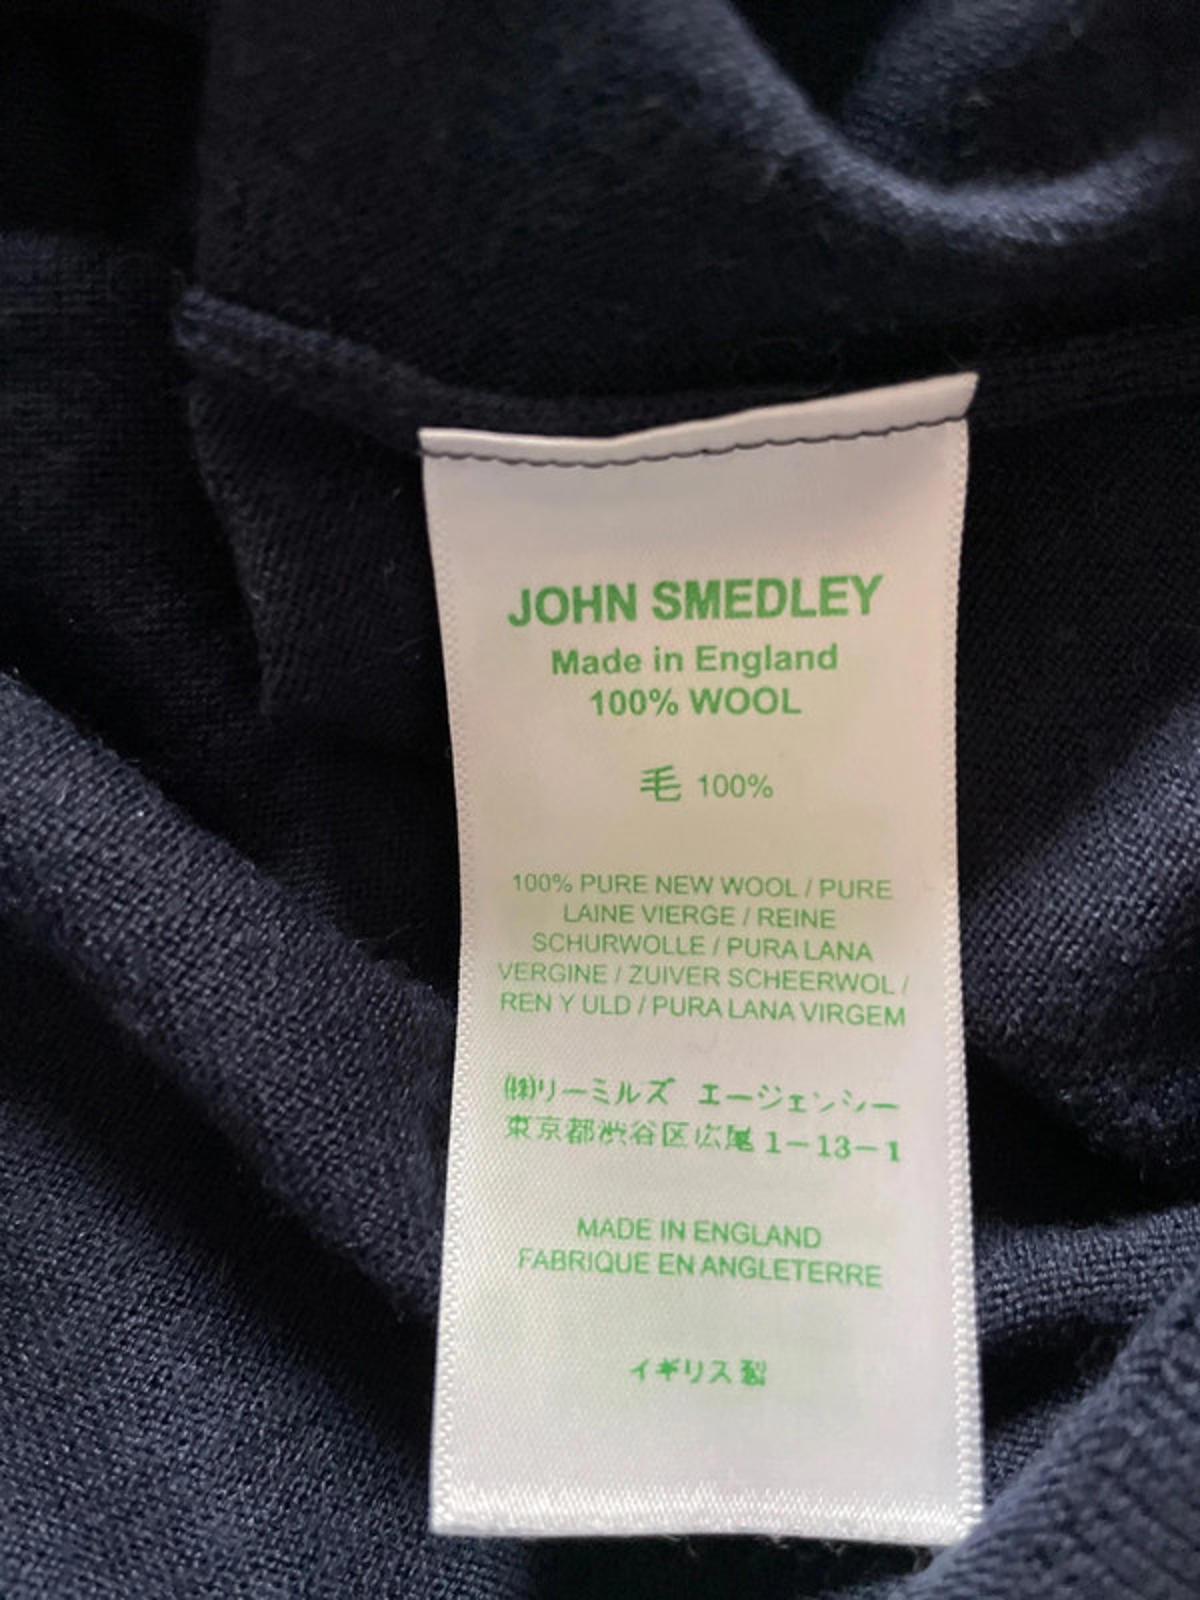 JOHN SMEDLEY
Made in England
100% WOOL
毛 100%
100% PURE NEW WOOL / PURE
LAINE VIERGE / REINE
SCHURWOLLE / PURA LANA
VERGINE / ZUIVER SCHEERWOL /
REN Y ULD / PURA LANA VIRGEM
㈱リーミルズ エージェンシー
東京都渋谷区広尾 1-13-1
MADE IN ENGLAND
FABRIQUE EN ANGLETERRE
イギリス製